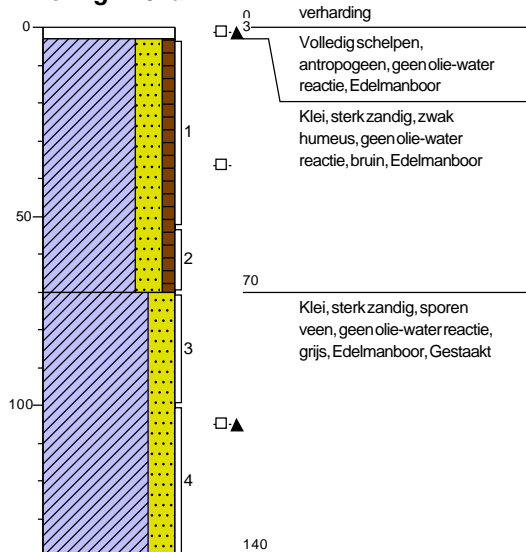 0
verharding
0
3
Volledig schelpen,
antropogeen, geen olie-water
reactie, Edelmanboor
Klei, sterk zandig, zwak
humeus, geen olie-water
reactie, bruin, Edelmanboor
1
50
2
70
Klei, sterk zandig, sporen
veen, geen olie-water reactie,
grijs, Edelmanboor, Gestaakt
3
100
4
140